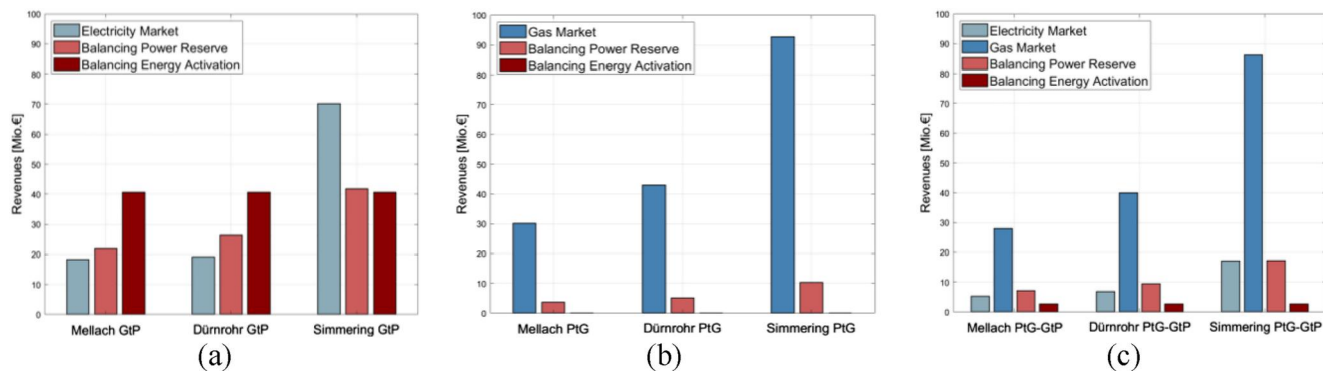 100
90
80
70
60
50
40
30
20
10
0
Revenues [Mio.€]
Electricity Market
Balancing Power Reserve
Balancing Energy Activation
Mellach GtP
Dürnrohr GtP
Simmering GtP
(a)
100
90
80
70
60
50
40
30
20
10
0
Revenues [Mio.€]
Gas Market
Balancing Power Reserve
Balancing Energy Activation
Mellach PtG
Dürnrohr PtG
Simmering PtG
(b)
100
90
80
70
60
50
40
30
20
10
0
Revenues [Mio.€]
Electricity Market
Gas Market
Balancing Power Reserve
Balancing Energy Activation
Mellach PtG-GtP
Dürnrohr PtG-GtP
Simmering PtG-GtP
(c)